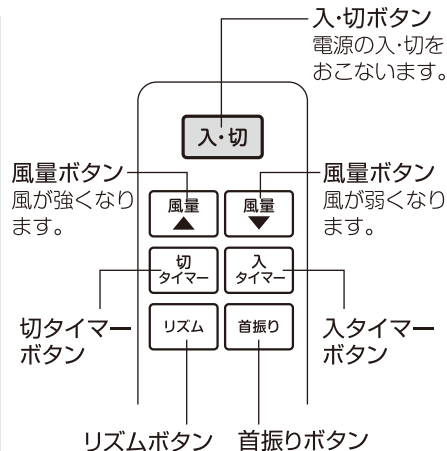 入・切ボタン
電源の入・切を
おこないます。
入・切
風量ボタン
風が強くなり
ます。
風量ボタン
風が弱くなり
ます。
風量
▲
風量
▼
切
タイマー
入
タイマー
切タイマー
ボタン
リズム
首振り
入タイマー
ボタン
リズムボタン
首振りボタン